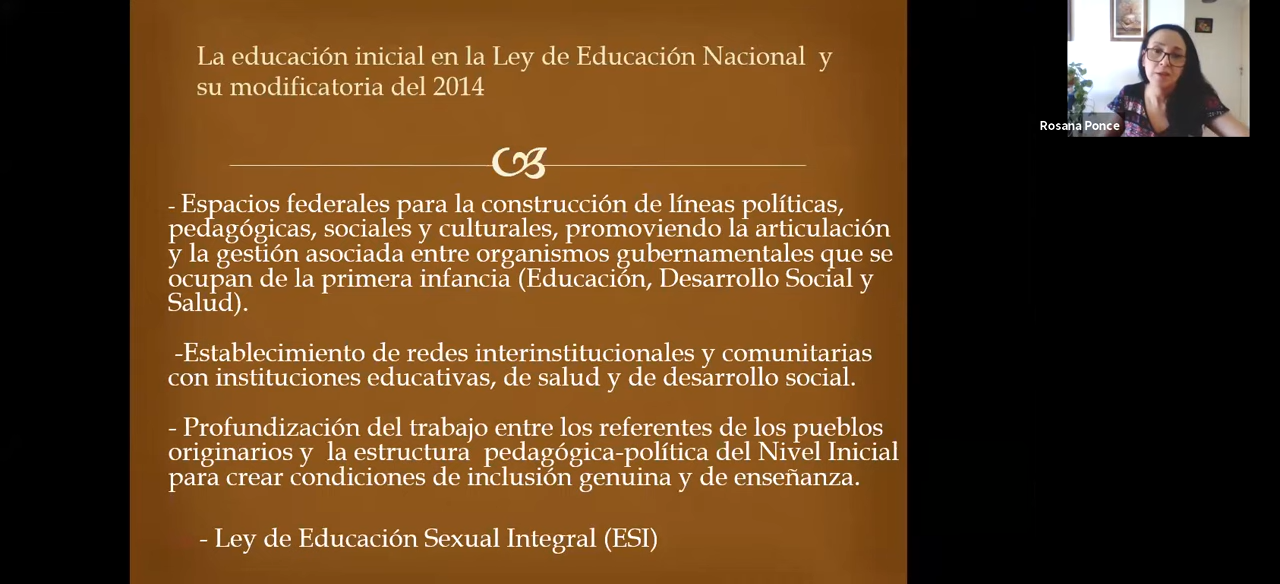 La educación inicial en la Ley de Educación Nacional y
su modificatoria del 2014
- Espacios federales para la construcción de líneas políticas,
pedagógicas, sociales y culturales, promoviendo la articulación
y la gestión asociada entre organismos gubernamentales que se
ocupan de la primera infancia (Educación, Desarrollo Social y
Salud).
-Establecimiento de redes interinstitucionales y comunitarias
con instituciones educativas, de salud y de desarrollo social.
- Profundización del trabajo entre los referentes de los pueblos
originarios y la estructura pedagógica-política del Nivel Inicial
para crear condiciones de inclusión genuina y de enseñanza.
- Ley de Educación Sexual Integral (ESI)
Rosana Ponce